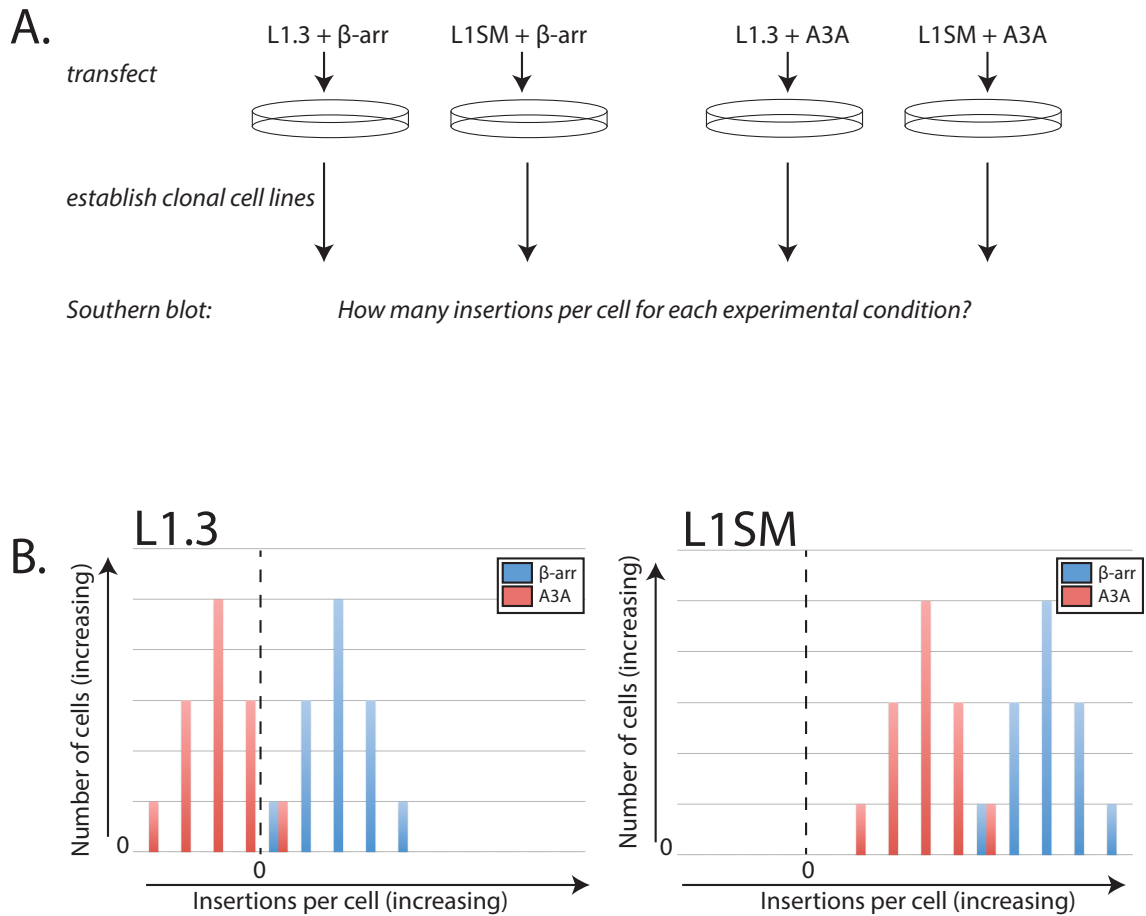 A.
L1.3 + β-arr
L1SM + β-arr
L1.3 + A3A
L1SM + A3A
transfect
establish clonal cell lines
Southern blot:
How many insertions per cell for each experimental condition?
B.
L1.3
Number of cells (increasing)
β-arr
A3A
0
0
Insertions per cell (increasing)
L1SM
Number of cells (increasing)
β-arr
A3A
0
0
Insertions per cell (increasing)